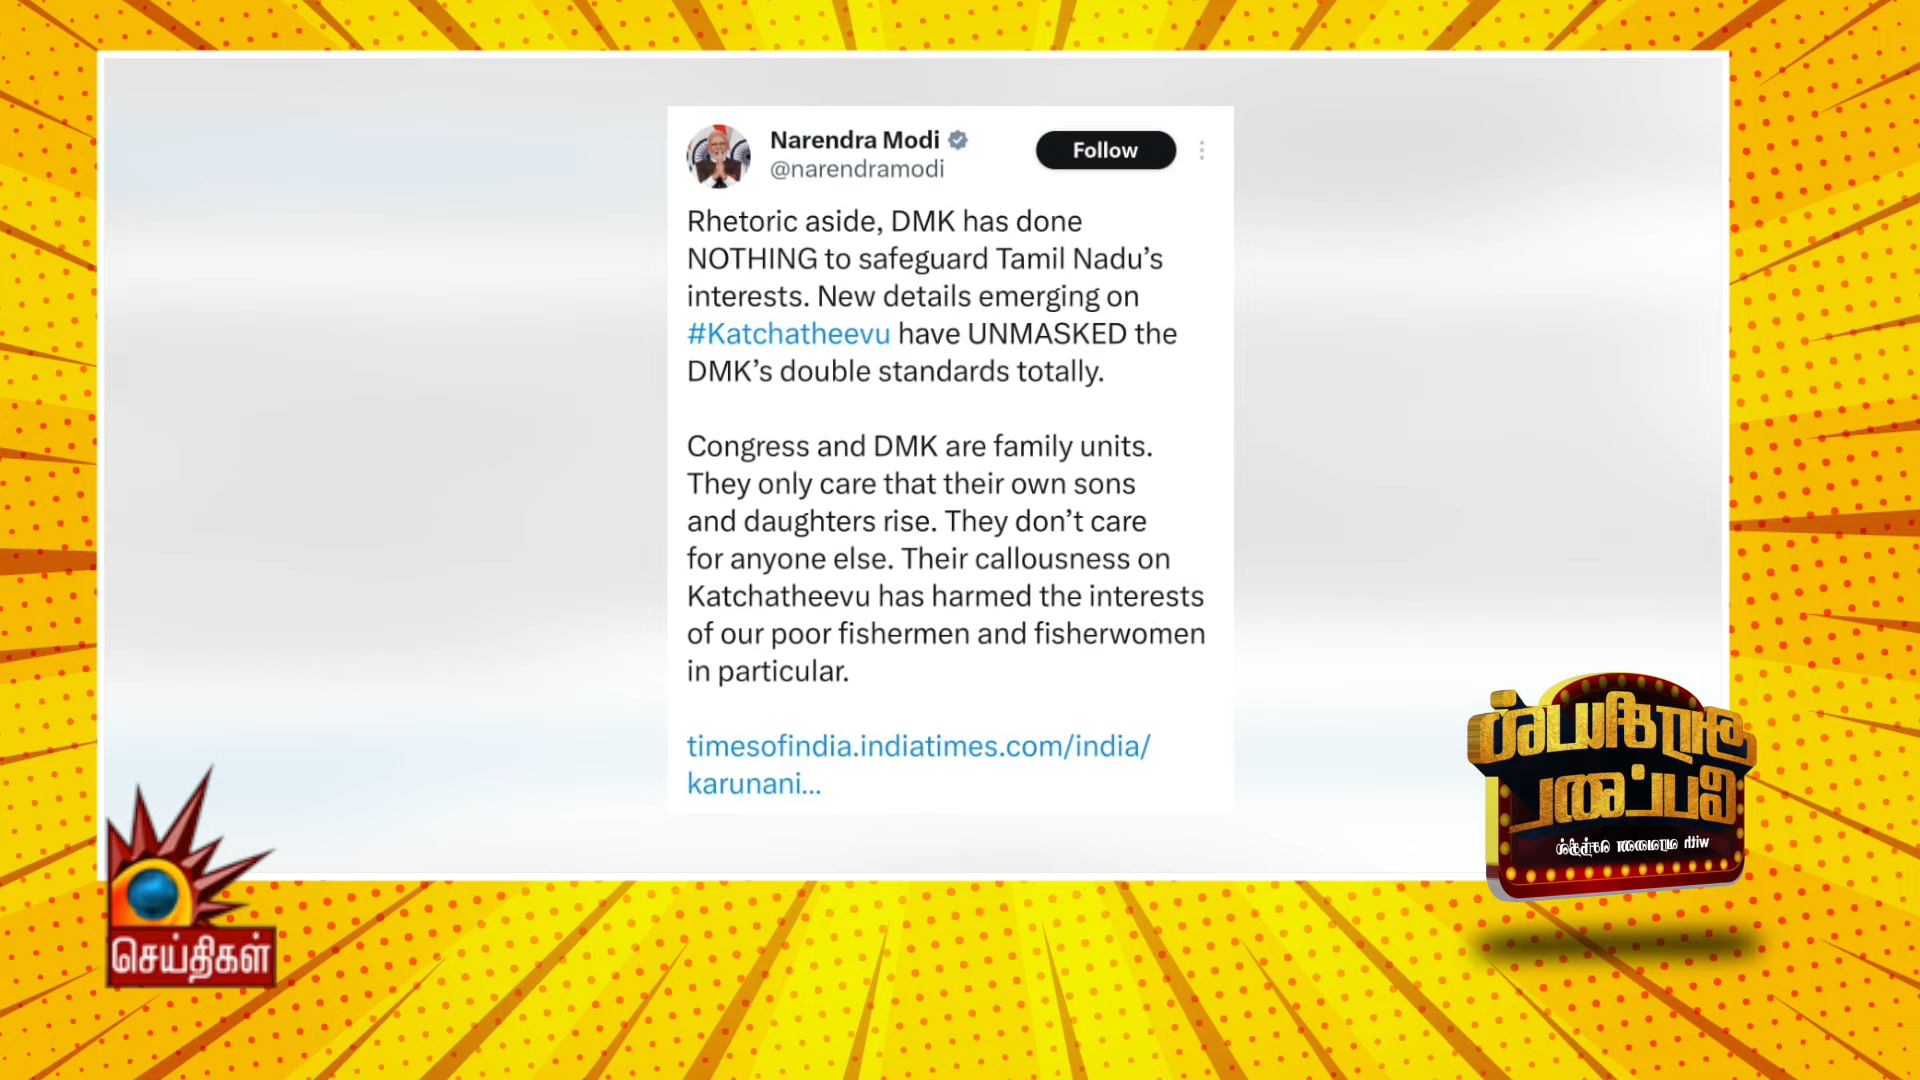 Narendra Modi
@narendramodi
Follow
Rhetoric aside, DMK has done
NOTHING to safeguard Tamil Nadu’s
interests. New details emerging on
#Katchatheevu have UNMASKED the
DMK’s double standards totally.
Congress and DMK are family units.
They only care that their own sons
and daughters rise. They don’t care
for anyone else. Their callousness on
Katchatheevu has harmed the interests
of our poor fishermen and fisherwomen
in particular.
timesofindia.indiatimes.com/india/
karunani...
செய்திகள்